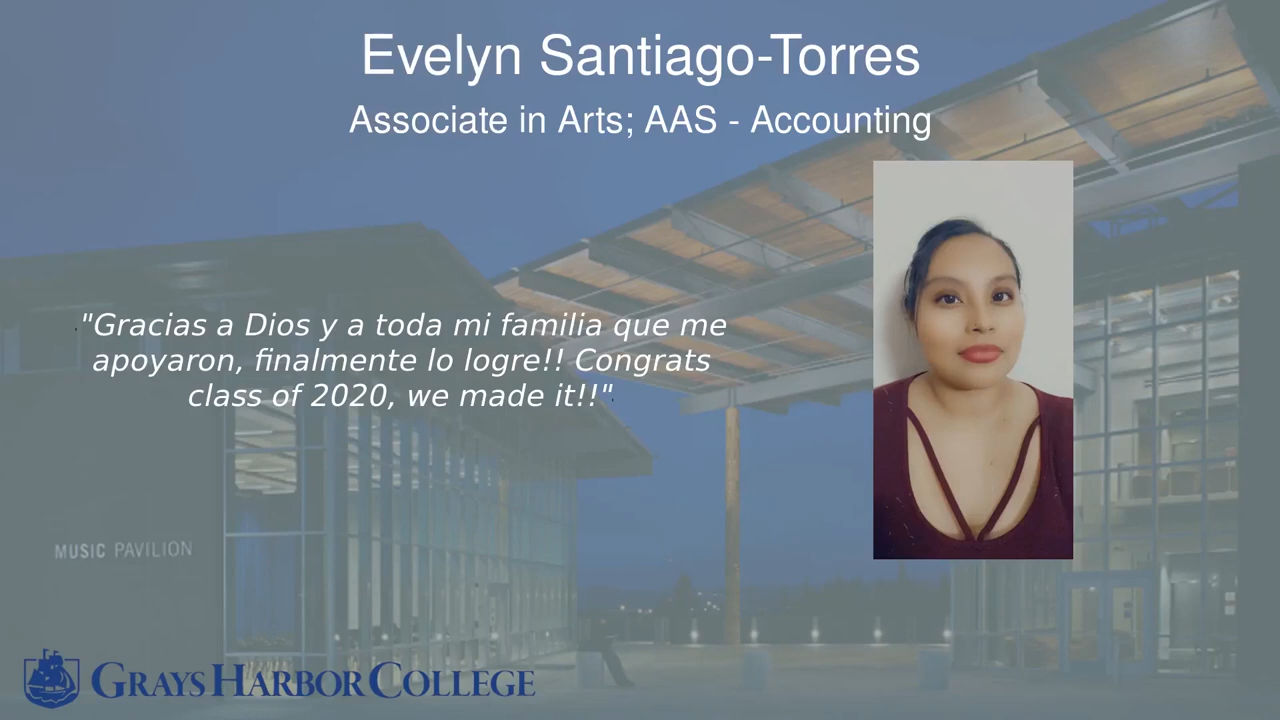 Evelyn Santiago-Torres
Associate in Arts; AAS - Accounting
"Gracias a Dios y a toda mi familia que me
apoyaron, finalmente lo logre!! Congrats
class of 2020, we made it!!"
MUSIC PAVILION
GRAYS HARBOR COLLEGE